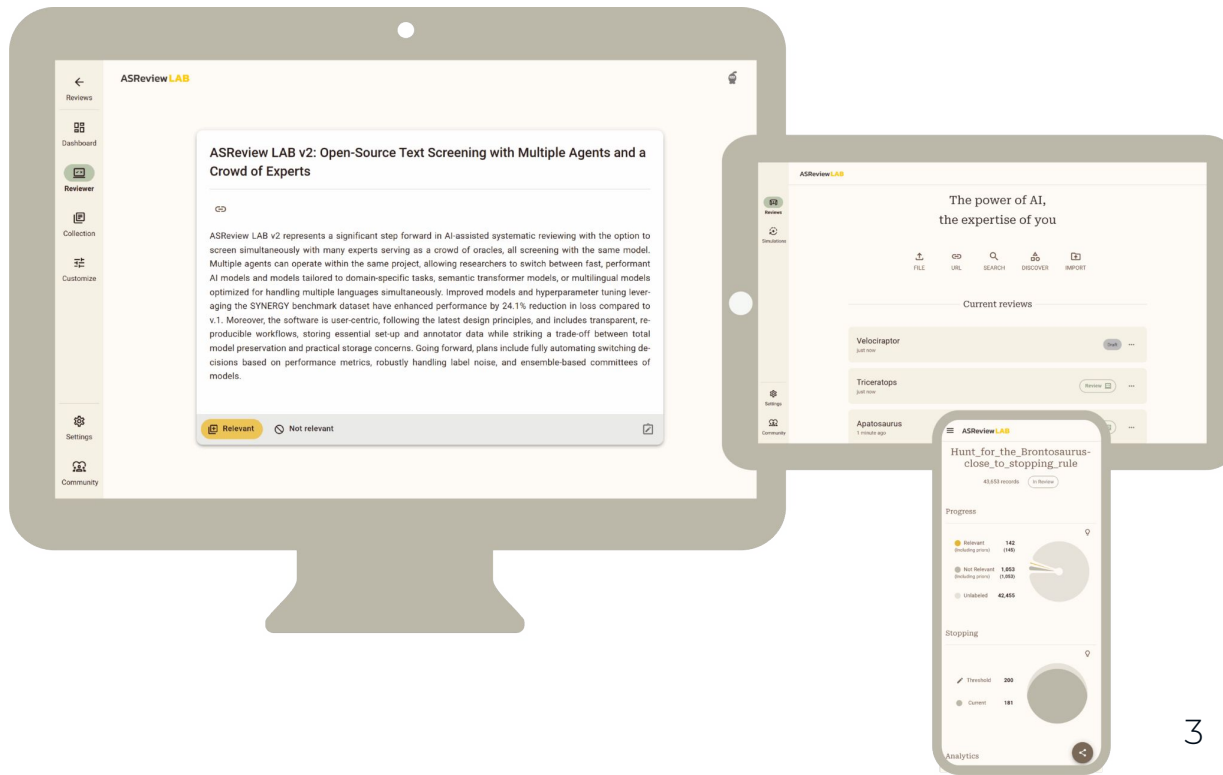 Reviews
Dashboard
Reviewer
Collection
Customize
Settings
Community
ASReview LAB
ASReview LAB v2: Open-Source Text Screening with Multiple Agents and a
Crowd of Experts
ASReview LAB v2 represents a significant step forward in AI-assisted systematic reviewing with the option to
screen simultaneously with many experts serving as a crowd of oracles, all screening with the same model.
Multiple agents can operate within the same project, allowing researchers to switch between fast, performant
AI models and models tailored to domain-specific tasks, semantic transformer models, or multilingual models
optimized for handling multiple languages simultaneously. Improved models and hyperparameter tuning lever-
aging the SYNERGY benchmark dataset have enhanced performance by 24.1% reduction in loss compared to
v.1. Moreover, the software is user-centric, following the latest design principles, and includes transparent, re-
producible workflows, storing essential set-up and annotator data while striking a trade-off between total
model preservation and practical storage concerns. Going forward, plans include fully automating switching de-
cisions based on performance metrics, robustly handling label noise, and ensemble-based committees of
models.
Relevant Not relevant
ASReview LAB
Reviews
Simulations
Settings
Community
The power of AI,
the expertise of you
FILE URL SEARCH DISCOVER IMPORT
Current reviews
Velociraptor
just now
Draft
Triceratops
just now
Review
Apatosaurus
1 minute ago
ASReview LAB
Hunt_for_the_Brontosaurus-
close_to_stopping_rule
43,653 records In Review
Progress
Relevant 142
(Including priors) (145)
Not Relevant 1,053
(Including priors) (1,053)
Unlabeled 42,455
Stopping
Threshold 200
Current 181
Analytics
3